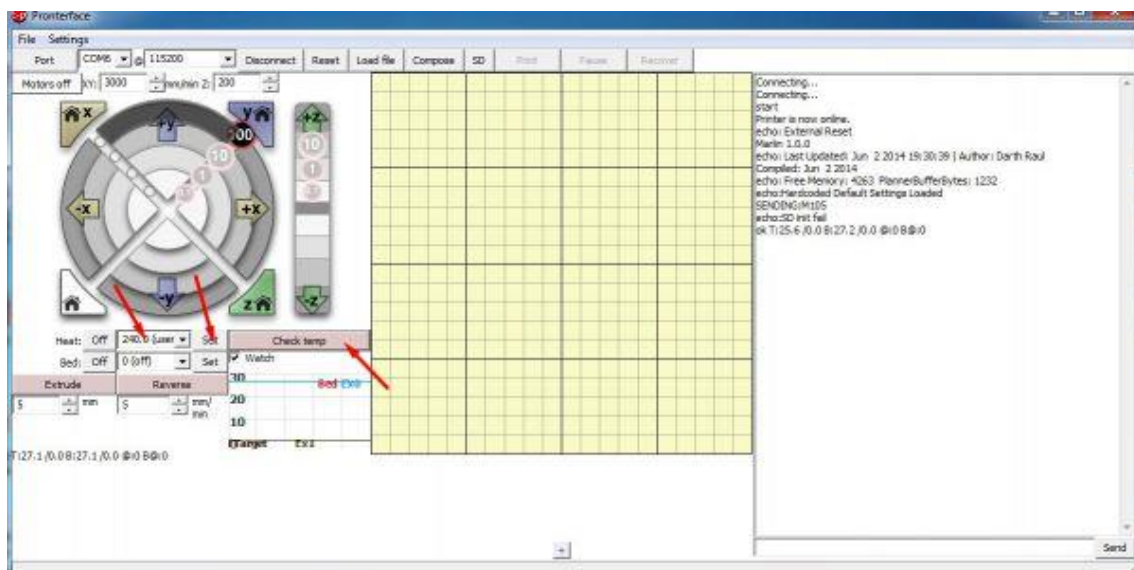 Pronterface
File Settings
Port COM6 @ 115200 Disconnect Reset Load file Compose SD Print Pause Recover
Motors off XY: 3000 mm/min Z: 200
x y +z
+y
100
10
1
10
1
-x +x
-y
z -z
Heat: Off 240.0 (user Set Check temp
Bed: Off 0 (off) Set Watch
Extrude Reverse
5 mm 5 mm/
min
30 Bed Ex0
20
10
Target Ex1
T:27.1 /0.0 B:27.1 /0.0 @:0 B@:0
Connecting...
Connecting...
start
Printer is now online.
echo: External Reset
Marlin 1.0.0
echo: Last Updated: Jun 2 2014 19:30:39 | Author: Darth Raul
Compiled: Jun 2 2014
echo: Free Memory: 4263 PlannerBufferBytes: 1232
echo:Hardcoded Default Settings Loaded
SENDING:M105
echo:SD init fail
ok T:25.6 /0.0 B:27.2 /0.0 @:0 B@:0
+
Send